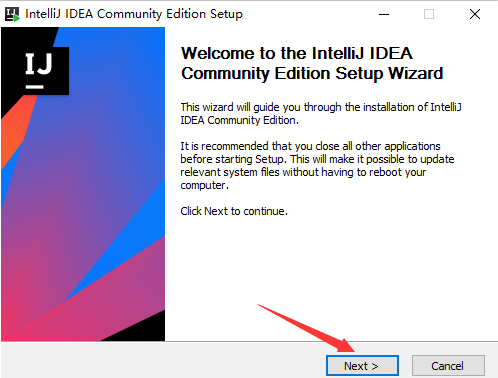 IntelliJ IDEA Community Edition Setup
IJ
Welcome to the IntelliJ IDEA
Community Edition Setup Wizard
This wizard will guide you through the installation of IntelliJ
IDEA Community Edition.
It is recommended that you close all other applications
before starting Setup. This will make it possible to update
relevant system files without having to reboot your
computer.
Click Next to continue.
Next >
Cancel